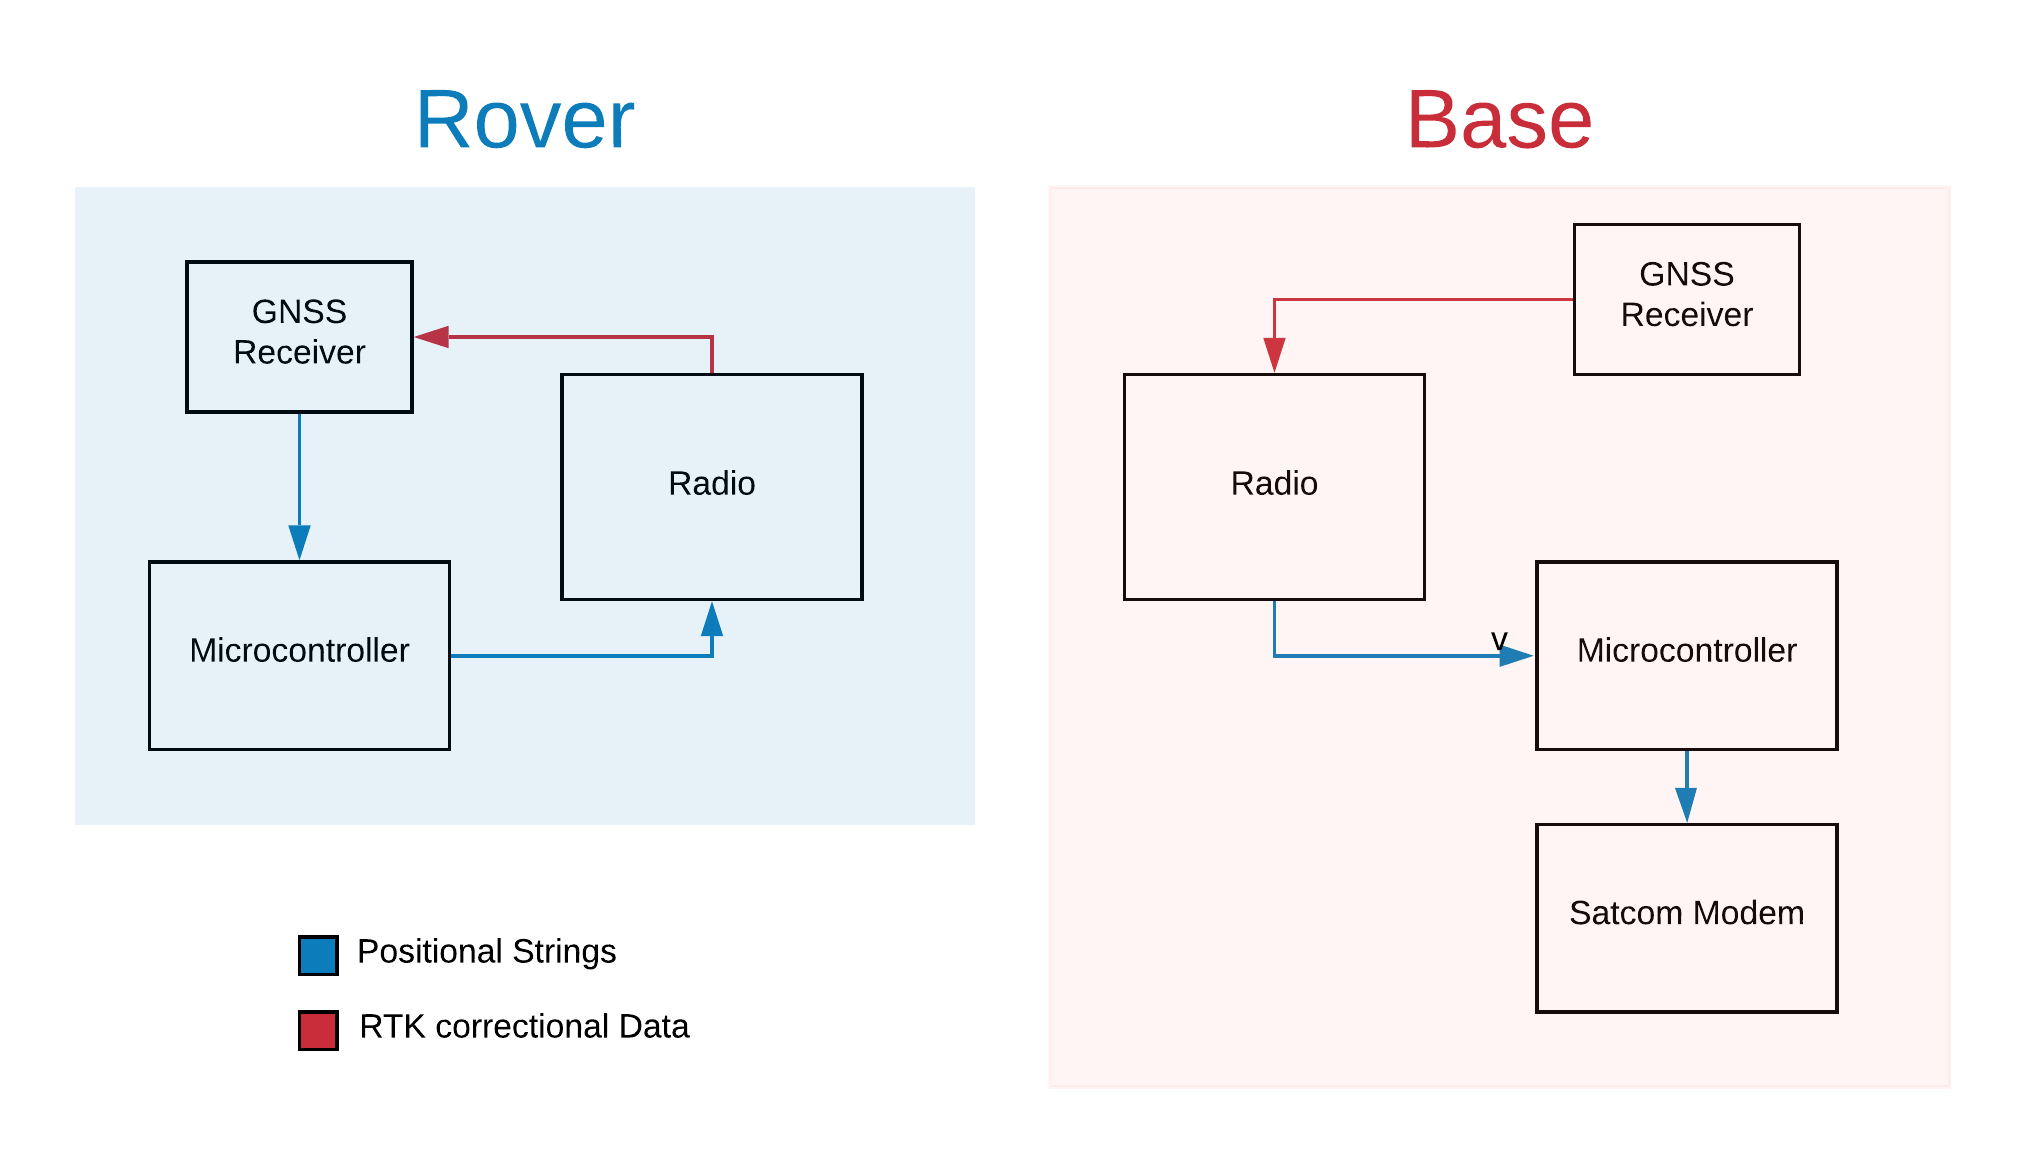 Rover
GNSS
Receiver
Radio
Microcontroller
Positional Strings
RTK correctional Data
Base
GNSS
Receiver
Radio
v
Microcontroller
Satcom Modem